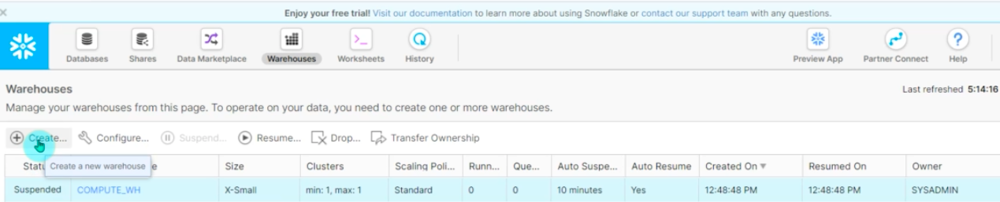 Enjoy your free trial! Visit our documentation to learn more about using Snowflake or contact our support team with any questions.
Databases Shares Data Marketplace Warehouses Worksheets History Preview App Partner Connect Help
Warehouses Last refreshed 5:14:16
Manage your warehouses from this page. To operate on your data, you need to create one or more warehouses.
Create... Configure... Suspend... Resume... Drop... Transfer Ownership
Statu e Size Clusters Scaling Poli... Runn... Que... Auto Suspe... Auto Resume Created On Resumed On Owner
Create a new warehouse
Suspended COMPUTE_WH X-Small min: 1, max: 1 Standard 0 0 10 minutes Yes 12:48:48 PM 12:48:48 PM SYSADMIN